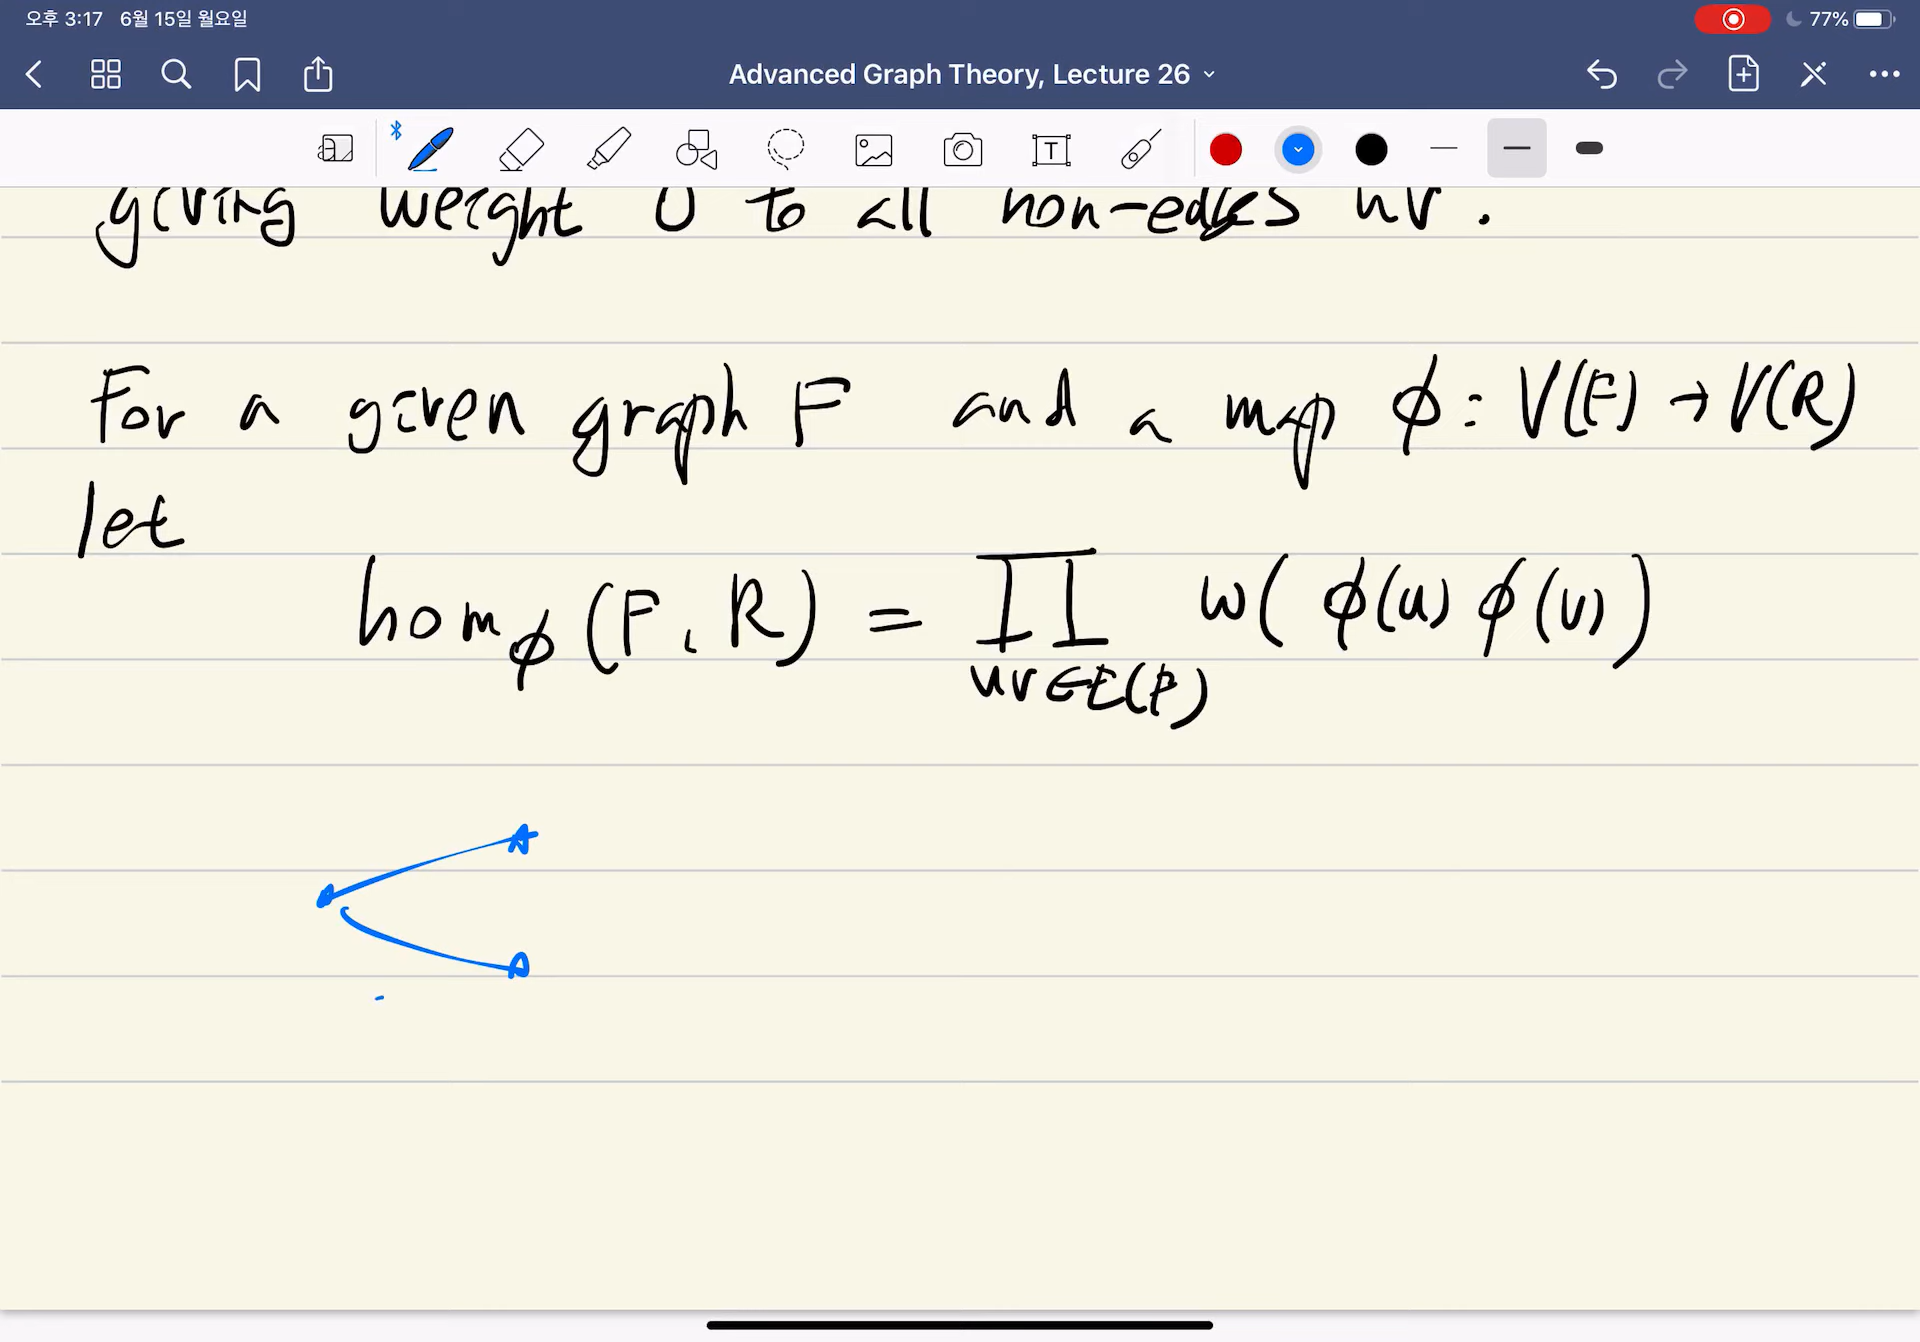 오후 3:17 6월 15일 월요일 77%
Advanced Graph Theory, Lecture 26
giving weight 0 to all non-edges uv.
For a given graph F and a map ϕ: V(F) → V(R)
let
hom_ϕ(F, R) = ∏ w(ϕ(u)ϕ(v))
uv∈E(F)